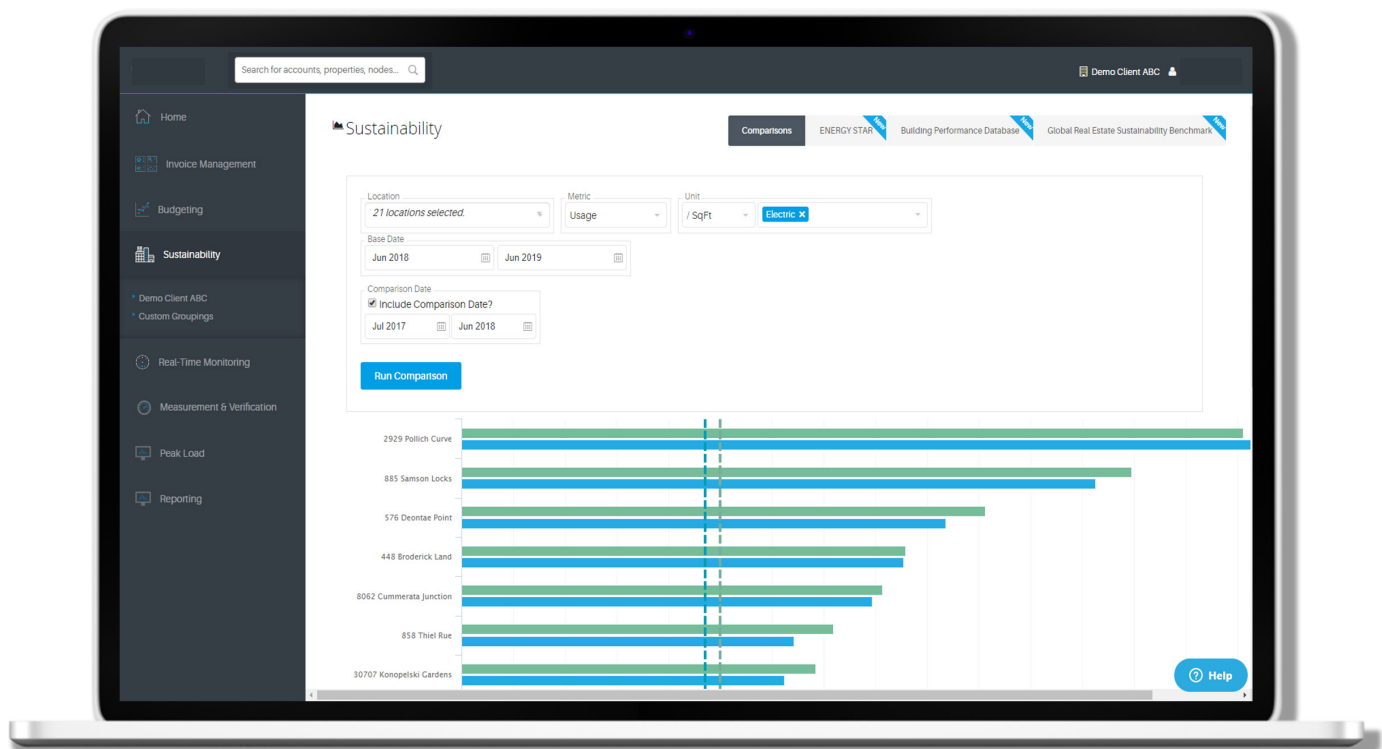 Search for accounts, properties, nodes...
Demo Client ABC
Home
Invoice Management
Budgeting
Sustainability
Demo Client ABC
Custom Groupings
Real-Time Monitoring
Measurement & Verification
Peak Load
Reporting
Sustainability
Comparisons
ENERGY STAR
New
Building Performance Database
New
Global Real Estate Sustainability Benchmark
New
Location
21 locations selected.
Metric
Usage
Unit
/ SqFt
Electric ×
Base Date
Jun 2018
Jun 2019
Comparison Date
Include Comparison Date?
Jul 2017
Jun 2018
Run Comparison
2929 Pollich Curve
885 Samson Locks
576 Deontae Point
448 Broderick Land
8062 Cummerata Junction
858 Thiel Rue
30707 Konopelski Gardens
? Help